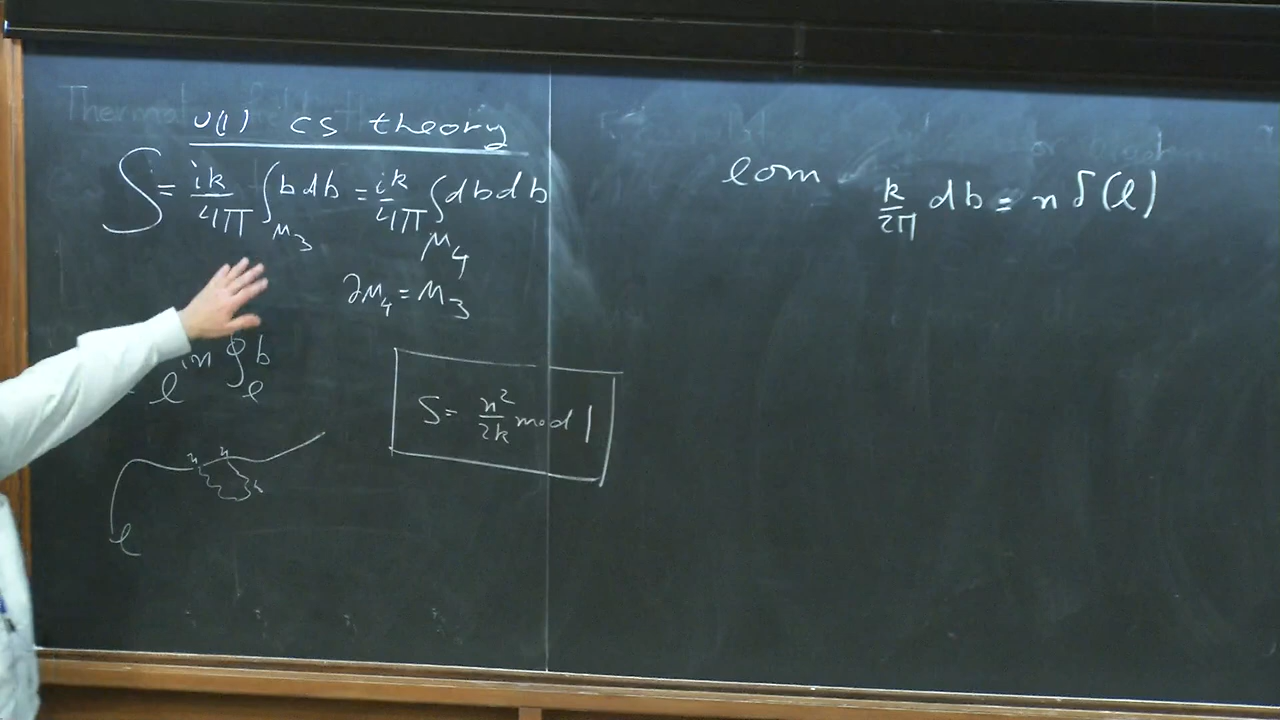 U(1) CS theory
S = ik/4π ∫_{M_3} b db = ik/4π ∫_{M_4} db db
∂M_4 = M_3
e^{in ∮_ℓ b}
S = n²/2k mod 1
n n
ℓ
eom
k/2π db = n δ(ℓ)